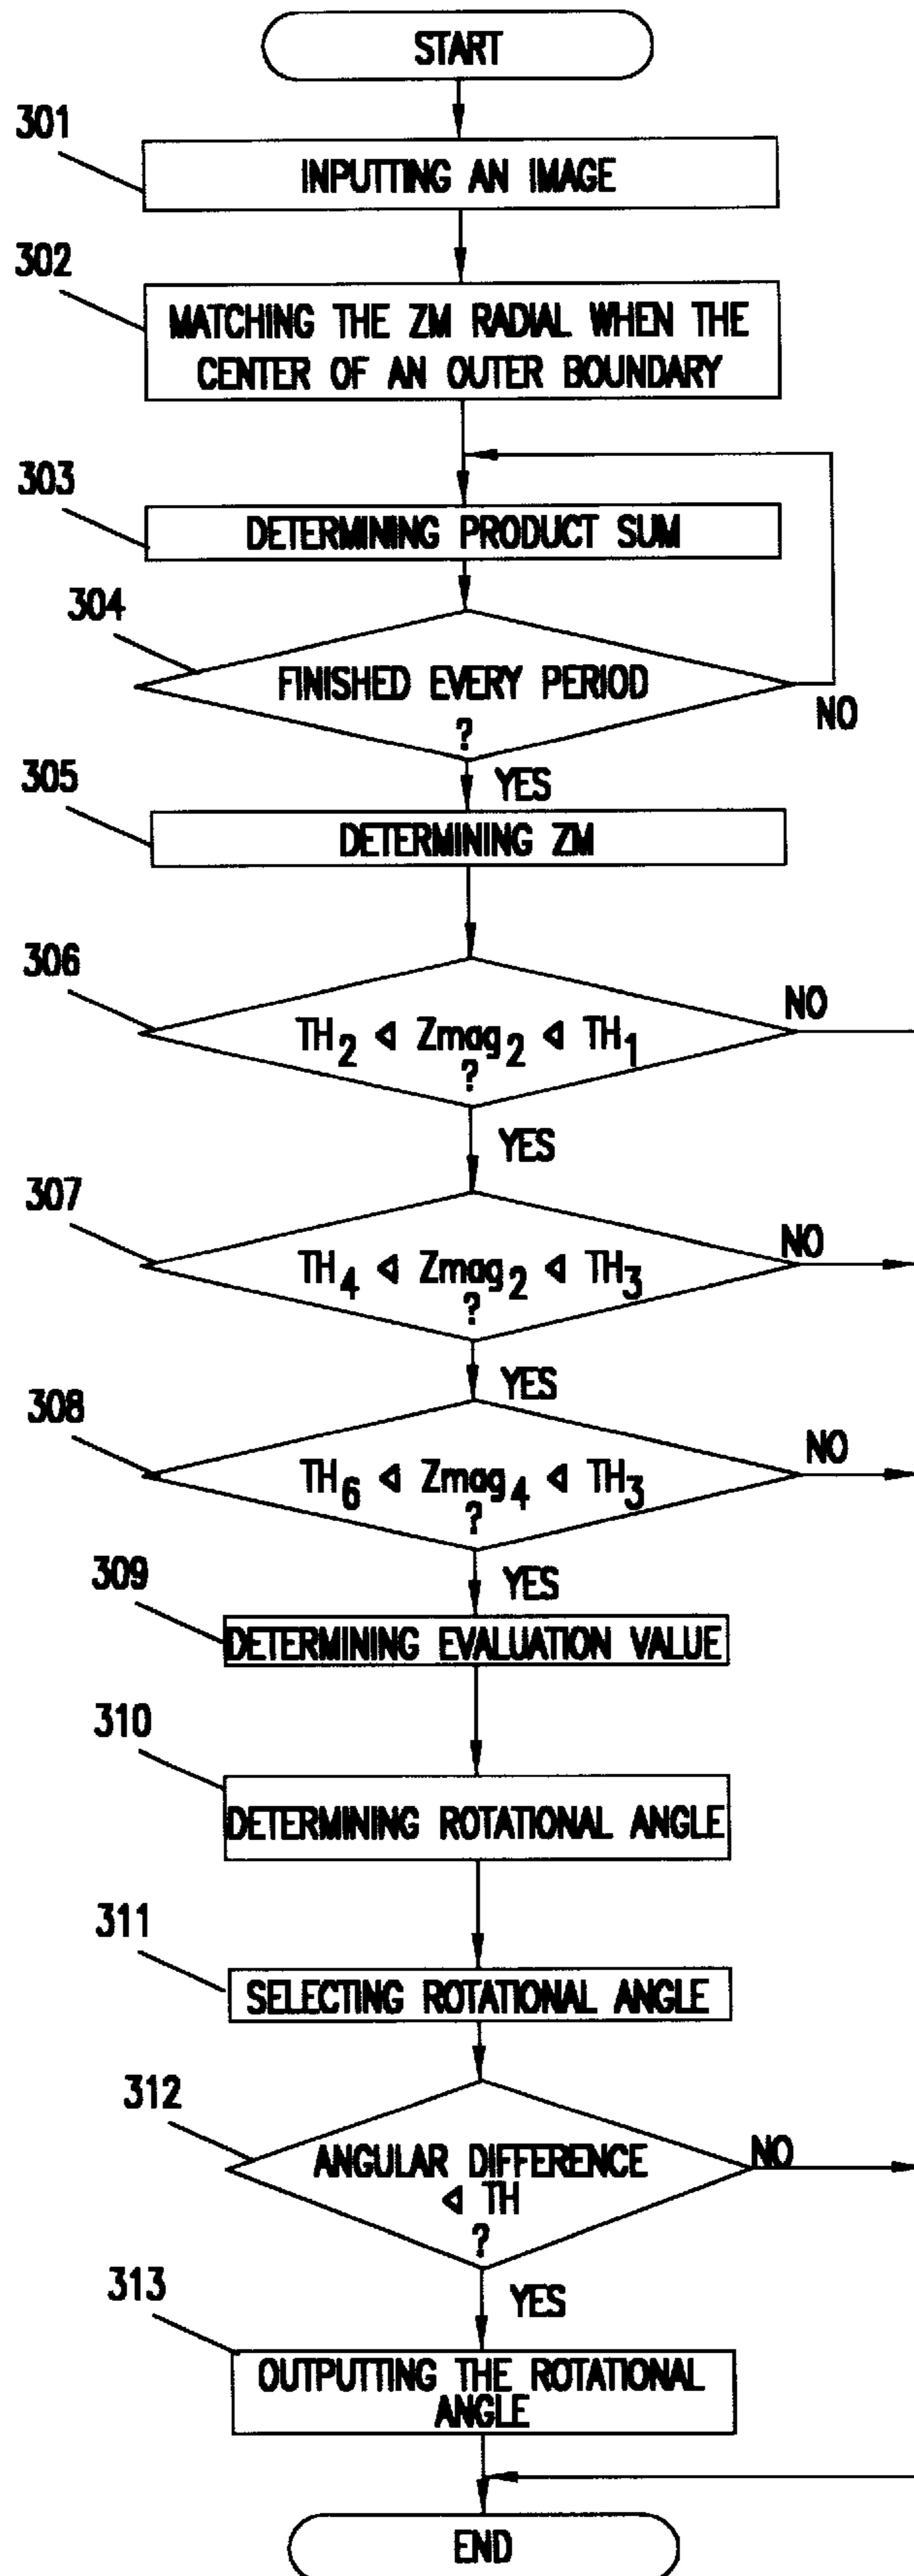 START
301
INPUTTING AN IMAGE
302
MATCHING THE ZM RADIAL WHEN THE
CENTER OF AN OUTER BOUNDARY
303
DETERMINING PRODUCT SUM
304
FINISHED EVERY PERIOD
?
NO
YES
305
DETERMINING ZM
306
TH2 < Zmag2 < TH1
?
NO
YES
307
TH4 < Zmag2 < TH3
?
NO
YES
308
TH6 < Zmag4 < TH3
?
NO
YES
309
DETERMINING EVALUATION VALUE
310
DETERMINING ROTATIONAL ANGLE
311
SELECTING ROTATIONAL ANGLE
312
ANGULAR DIFFERENCE
< TH
?
NO
YES
313
OUTPUTTING THE ROTATIONAL
ANGLE
END